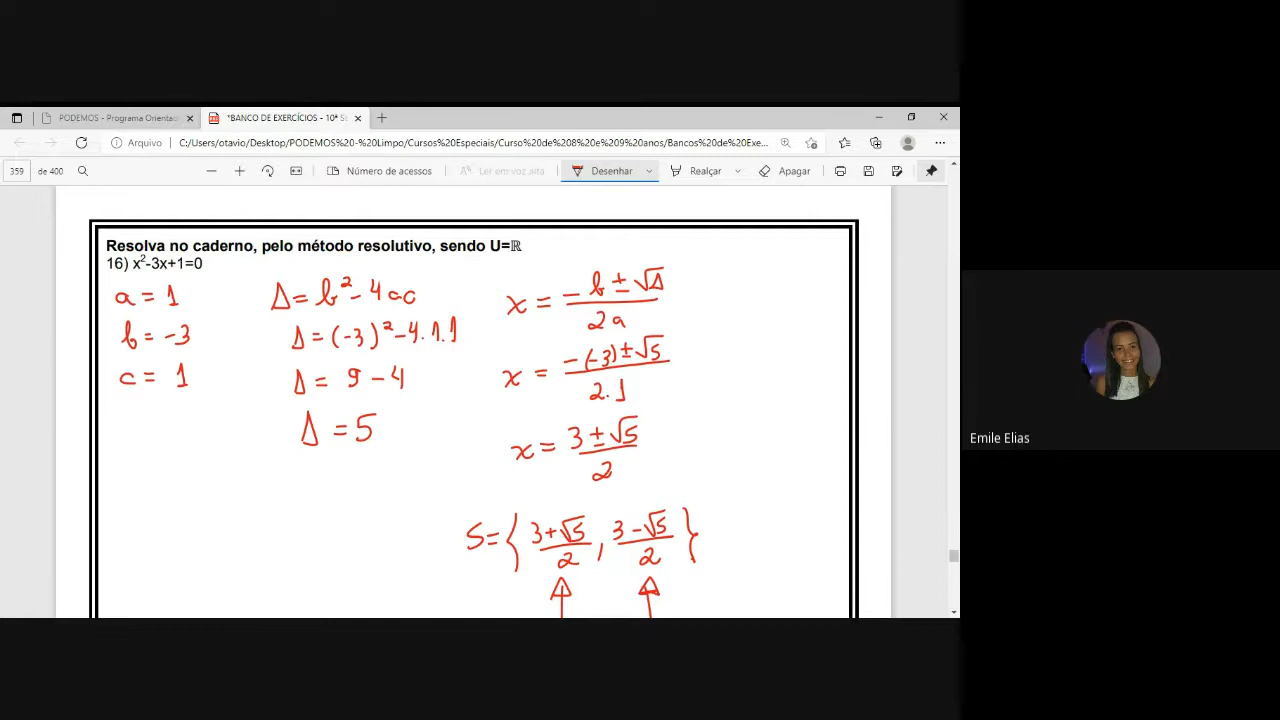 PODEMOS - Programa Orientac
*BANCO DE EXERCÍCIOS - 10ª S
Arquivo
C:/Users/otavio/Desktop/PODEMOS%20-%20Limpo/Cursos%20Especiais/Curso%20de%208%20e%209%20anos/Bancos%20de%20Exe...
359 de 400
Número de acessos
Ler em voz alta
Desenhar
Realçar
Apagar
Resolva no caderno, pelo método resolutivo, sendo U=ℝ
16) x²-3x+1=0
a = 1
b = -3
c = 1
Δ = b² - 4ac
Δ = (-3)² - 4.1.1
Δ = 9 - 4
Δ = 5
x = (-b ± √Δ)/2a
x = (-(-3) ± √5)/2.1
x = (3 ± √5)/2
S = {(3+√5)/2, (3-√5)/2}
Emile Elias